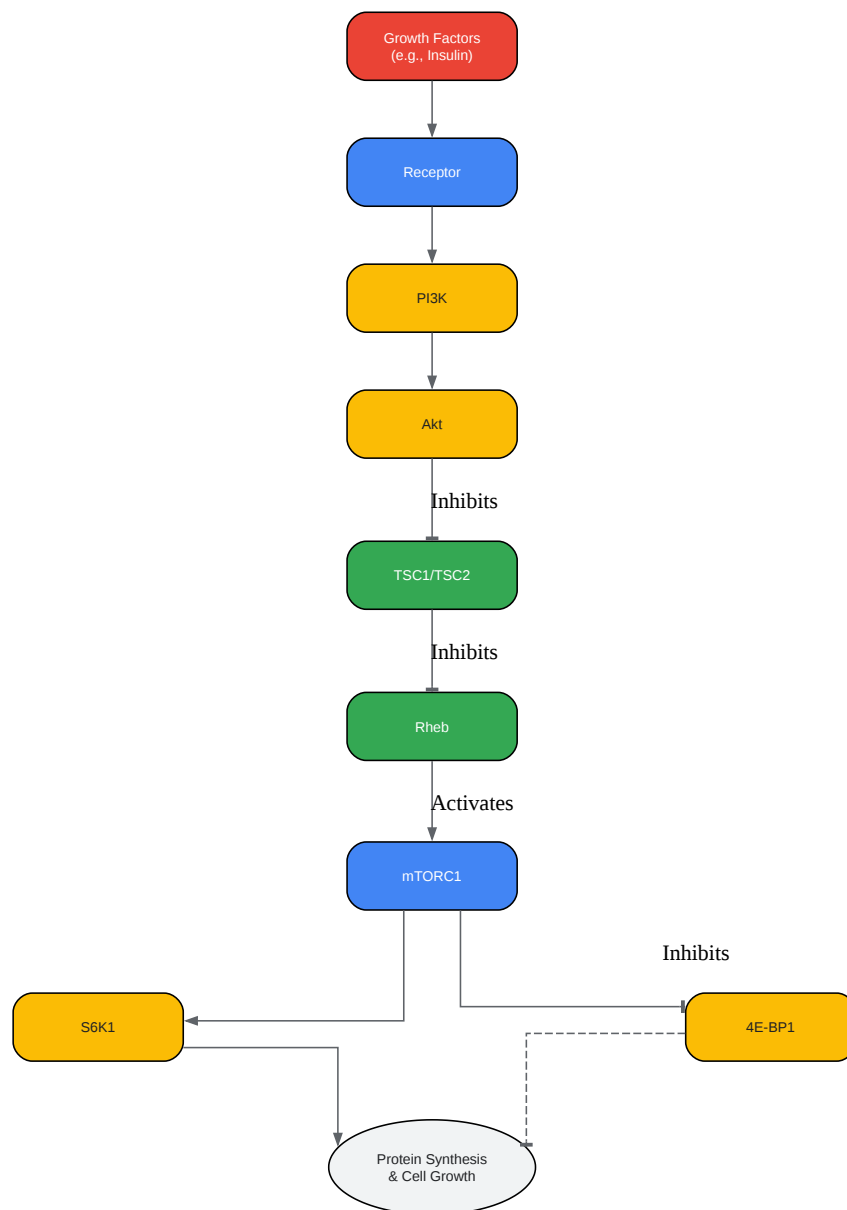 Growth Factors
(e.g., Insulin)
Receptor
PI3K
Akt
Inhibits
TSC1/TSC2
Inhibits
Rheb
Activates
mTORC1
Inhibits
S6K1
4E-BP1
Protein Synthesis
& Cell Growth